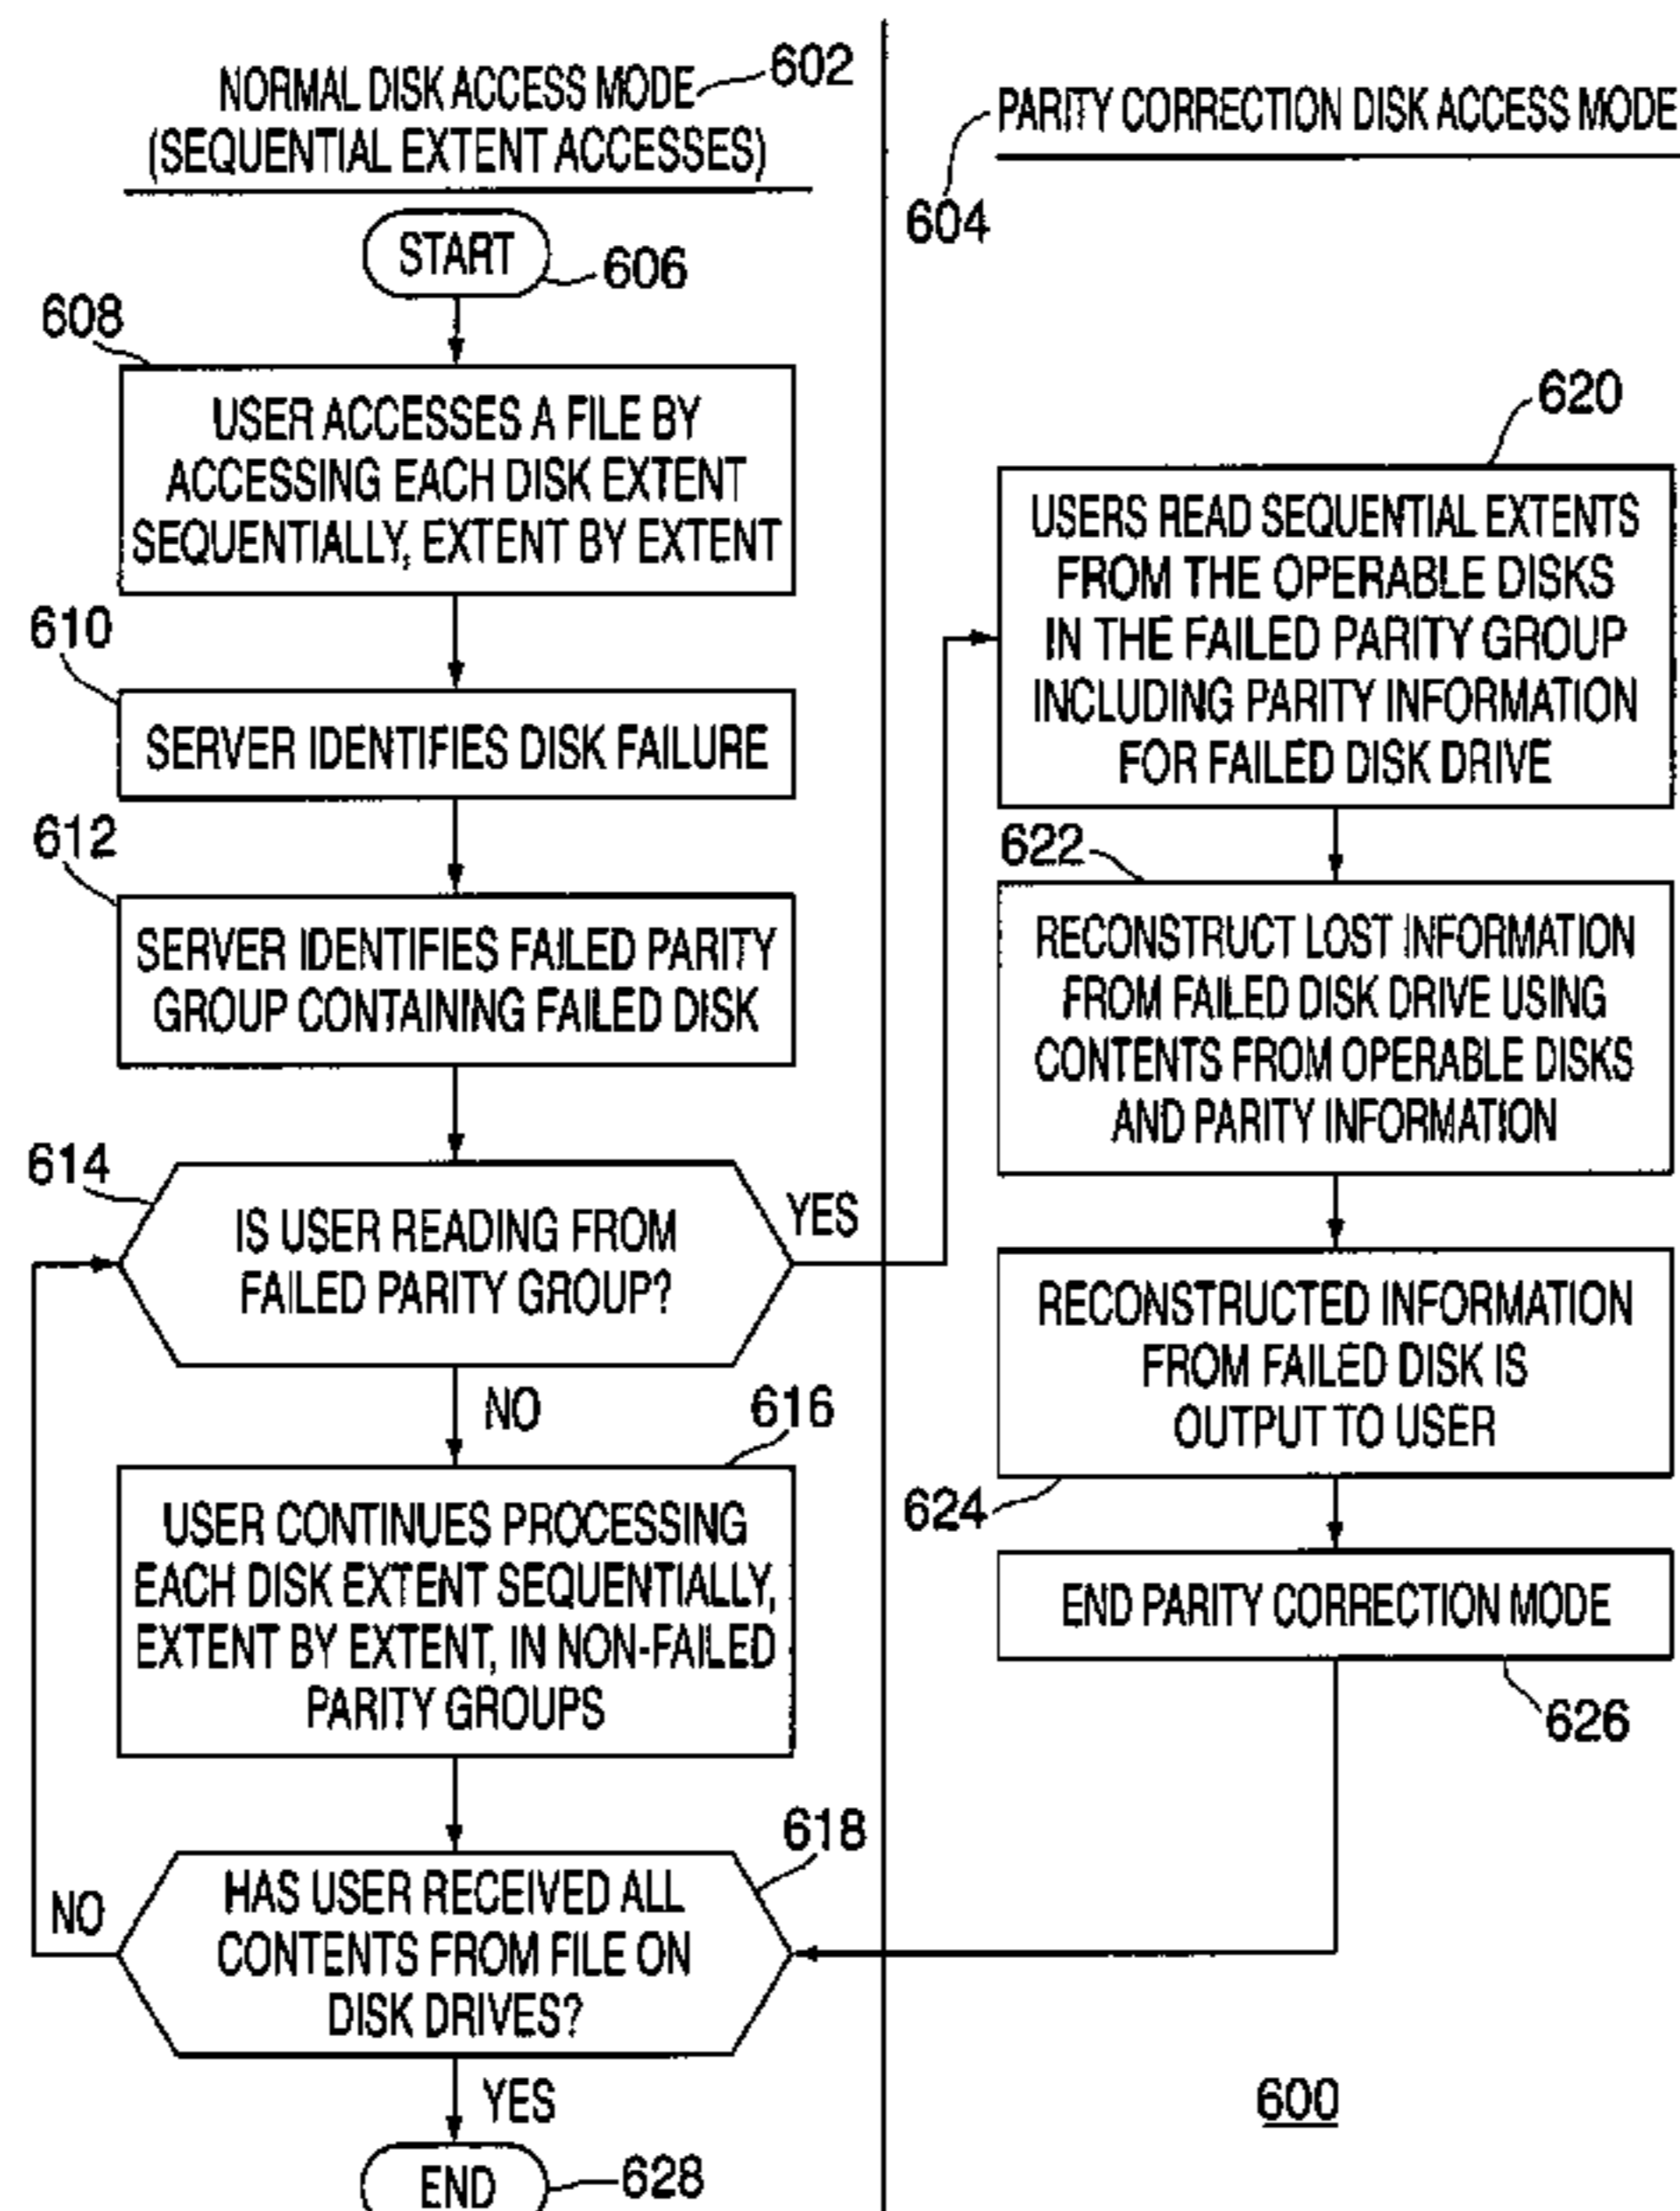 NORMAL DISK ACCESS MODE
602
(SEQUENTIAL EXTENT ACCESSES)
START
606
608
USER ACCESSES A FILE BY
ACCESSING EACH DISK EXTENT
SEQUENTIALLY, EXTENT BY EXTENT
610
SERVER IDENTIFIES DISK FAILURE
612
SERVER IDENTIFIES FAILED PARITY
GROUP CONTAINING FAILED DISK
614
IS USER READING FROM
FAILED PARITY GROUP?
YES
NO
616
USER CONTINUES PROCESSING
EACH DISK EXTENT SEQUENTIALLY,
EXTENT BY EXTENT, IN NON-FAILED
PARITY GROUPS
618
HAS USER RECEIVED ALL
CONTENTS FROM FILE ON
DISK DRIVES?
NO
YES
END
628
PARITY CORRECTION DISK ACCESS MODE
604
620
USERS READ SEQUENTIAL EXTENTS
FROM THE OPERABLE DISKS
IN THE FAILED PARITY GROUP
INCLUDING PARITY INFORMATION
FOR FAILED DISK DRIVE
622
RECONSTRUCT LOST INFORMATION
FROM FAILED DISK DRIVE USING
CONTENTS FROM OPERABLE DISKS
AND PARITY INFORMATION
RECONSTRUCTED INFORMATION
FROM FAILED DISK IS
OUTPUT TO USER
624
END PARITY CORRECTION MODE
626
600